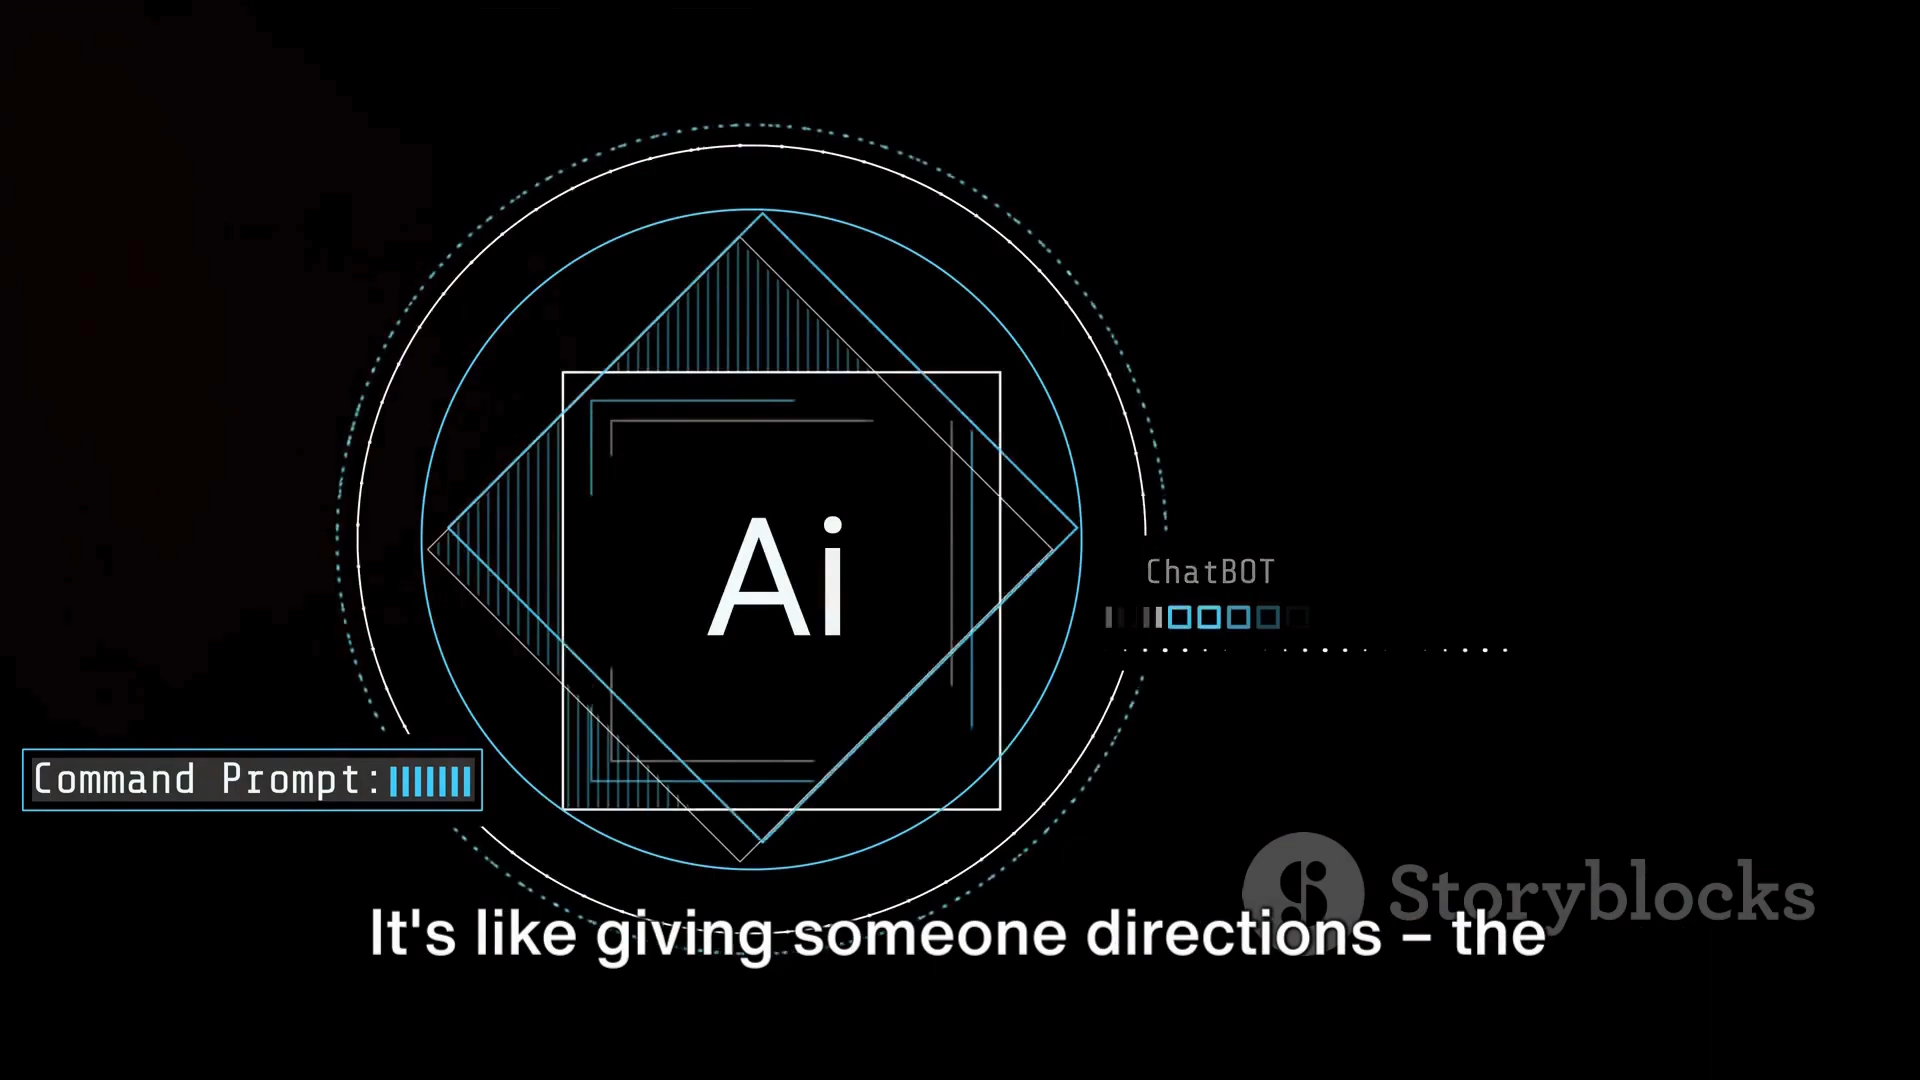 Ai
ChatBOT
Command Prompt:
Storyblocks
It's like giving someone directions – the